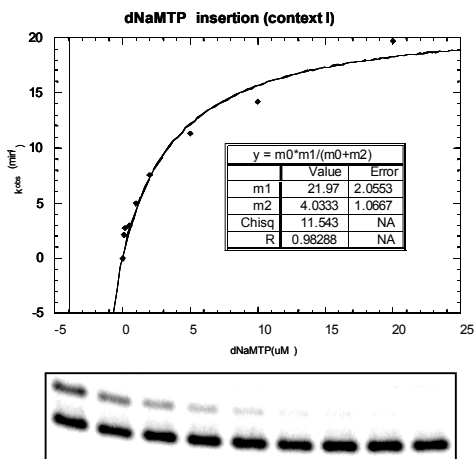 dNaMTP insertion (context I)
20
15
10
5
0
-5
kobs (min-1)
y = m0*m1/(m0+m2)
Value Error
m1 21.97 2.0553
m2 4.0333 1.0667
Chisq 11.543 NA
R 0.98288 NA
-5 0 5 10 15 20 25
dNaMTP(uM )